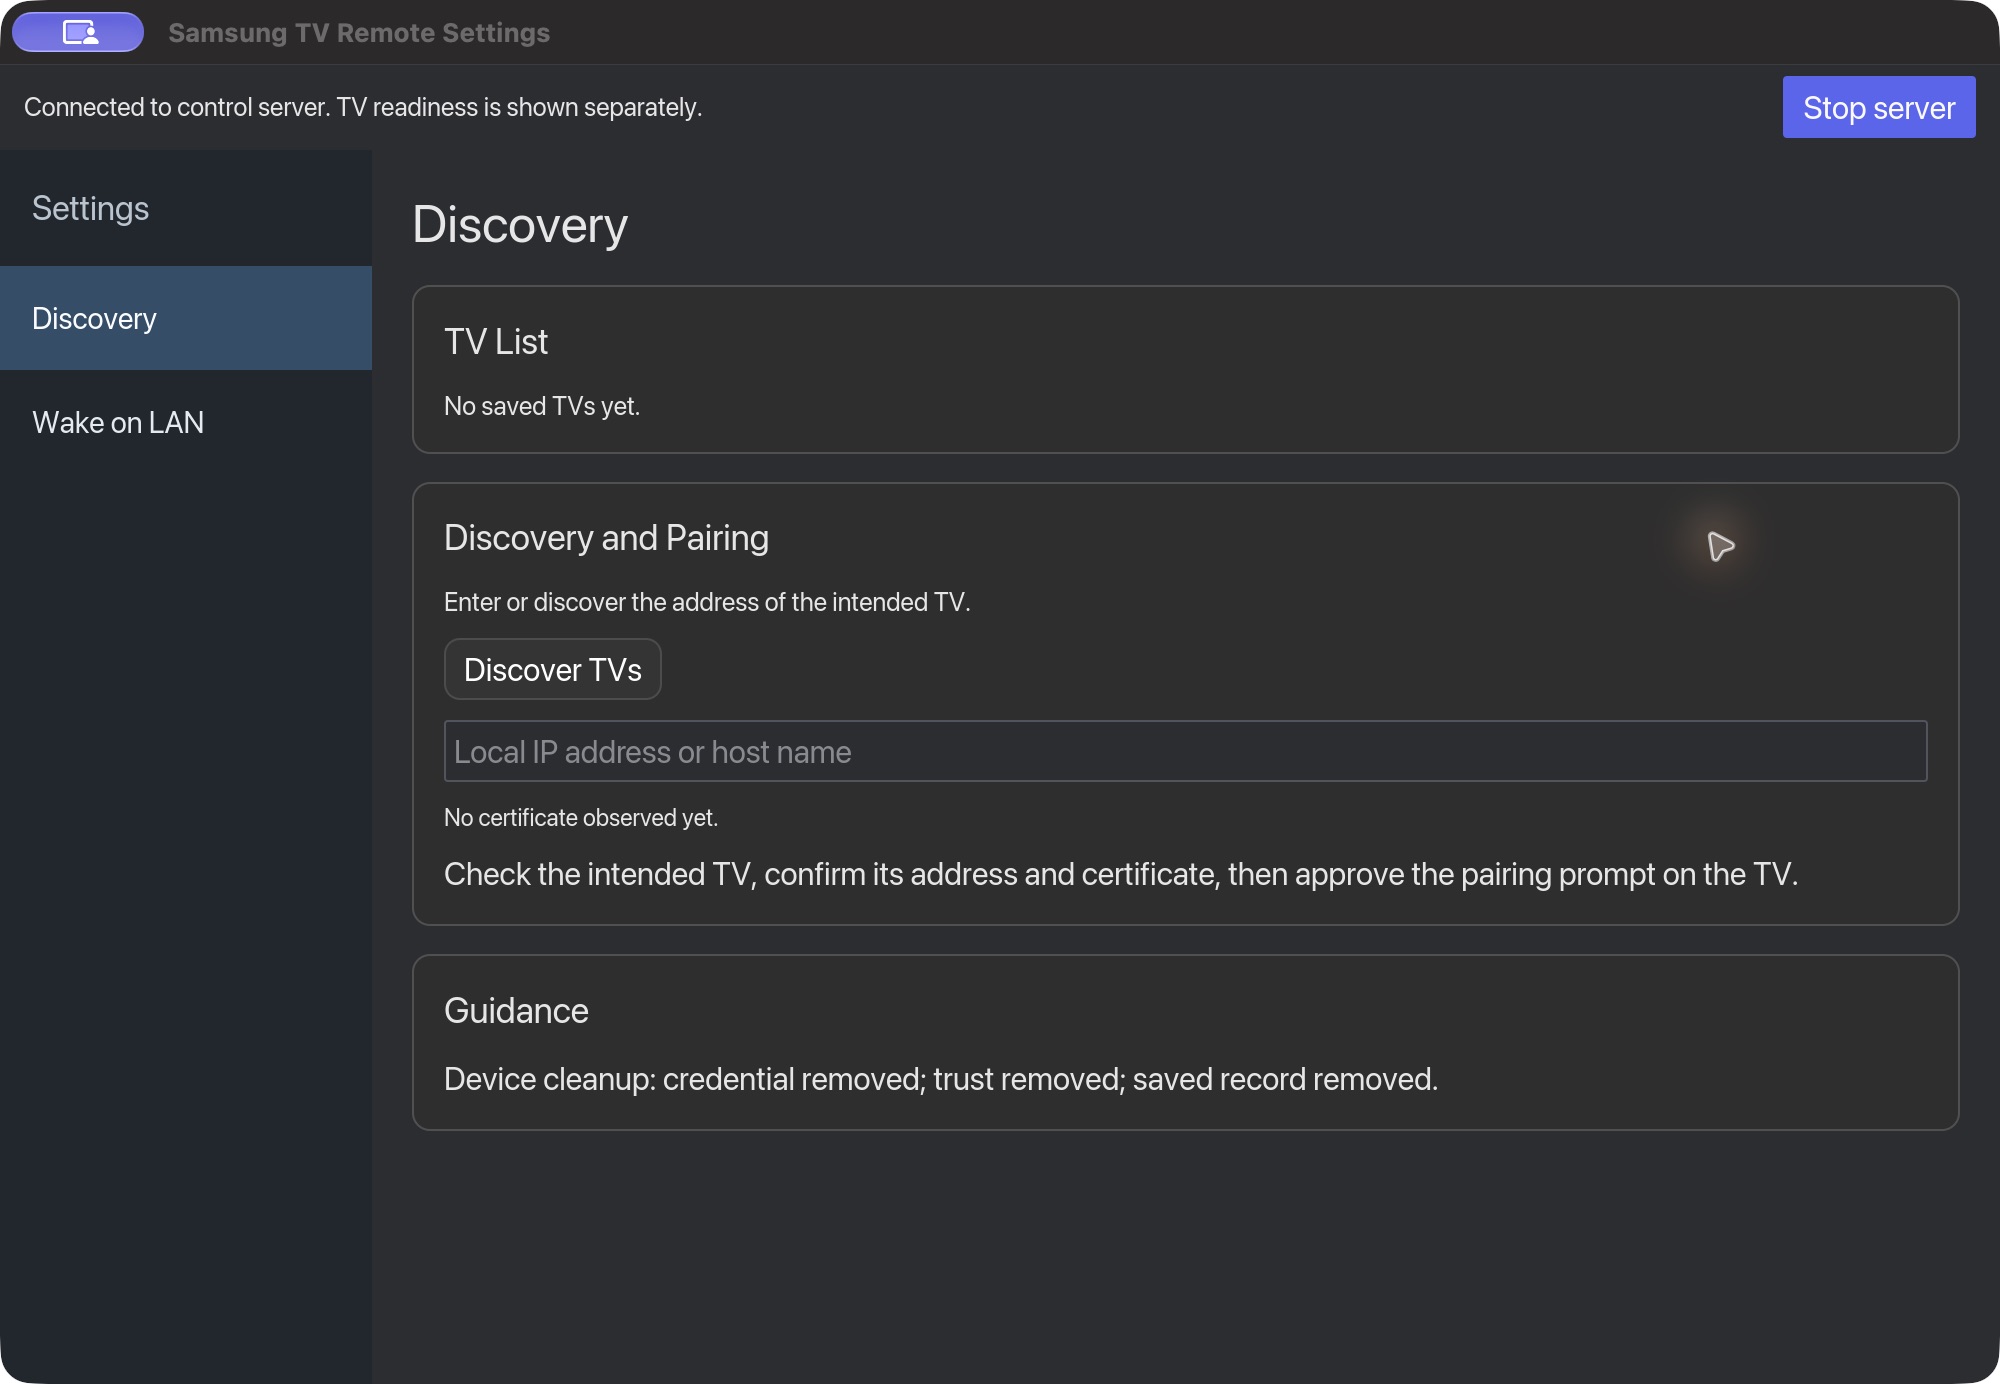 Samsung TV Remote Settings
Connected to control server. TV readiness is shown separately.
Stop server
Settings
Discovery
Wake on LAN
Discovery
TV List
No saved TVs yet.
Discovery and Pairing
Enter or discover the address of the intended TV.
Discover TVs
Local IP address or host name
No certificate observed yet.
Check the intended TV, confirm its address and certificate, then approve the pairing prompt on the TV.
Guidance
Device cleanup: credential removed; trust removed; saved record removed.